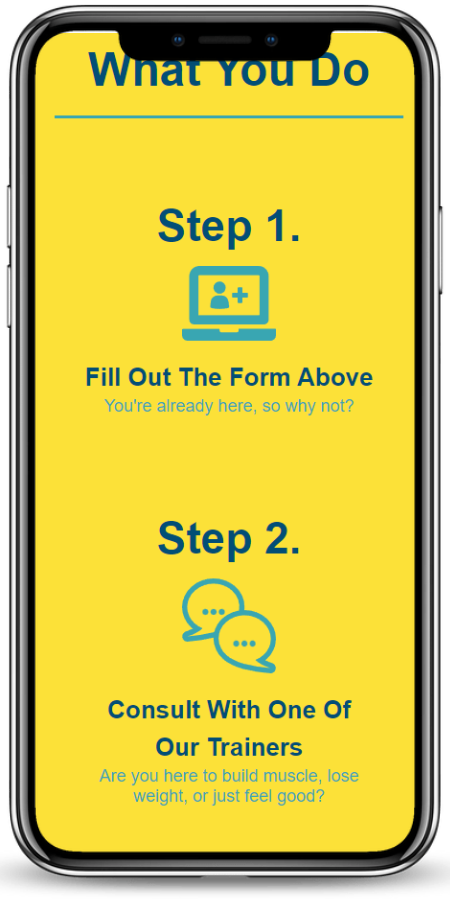 What You Do
Step 1.
Fill Out The Form Above
You're already here, so why not?
Step 2.
Consult With One Of
Our Trainers
Are you here to build muscle, lose
weight, or just feel good?